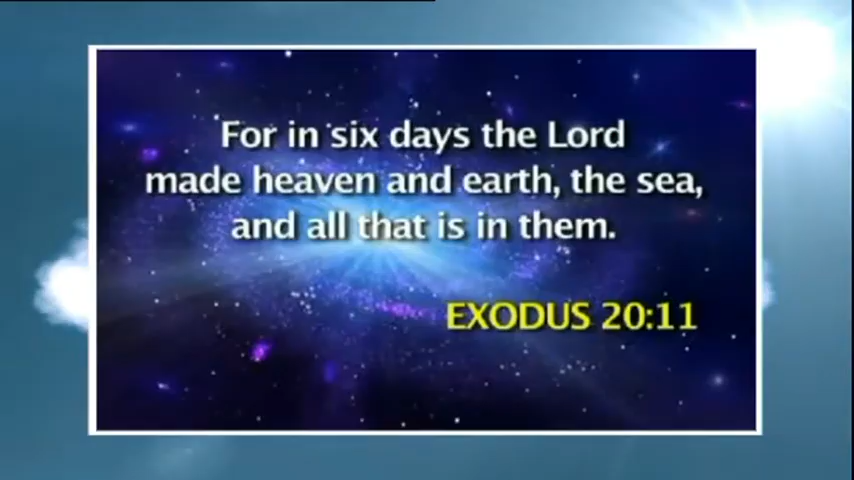 For in six days the Lord
made heaven and earth, the sea,
and all that is in them.
EXODUS 20:11